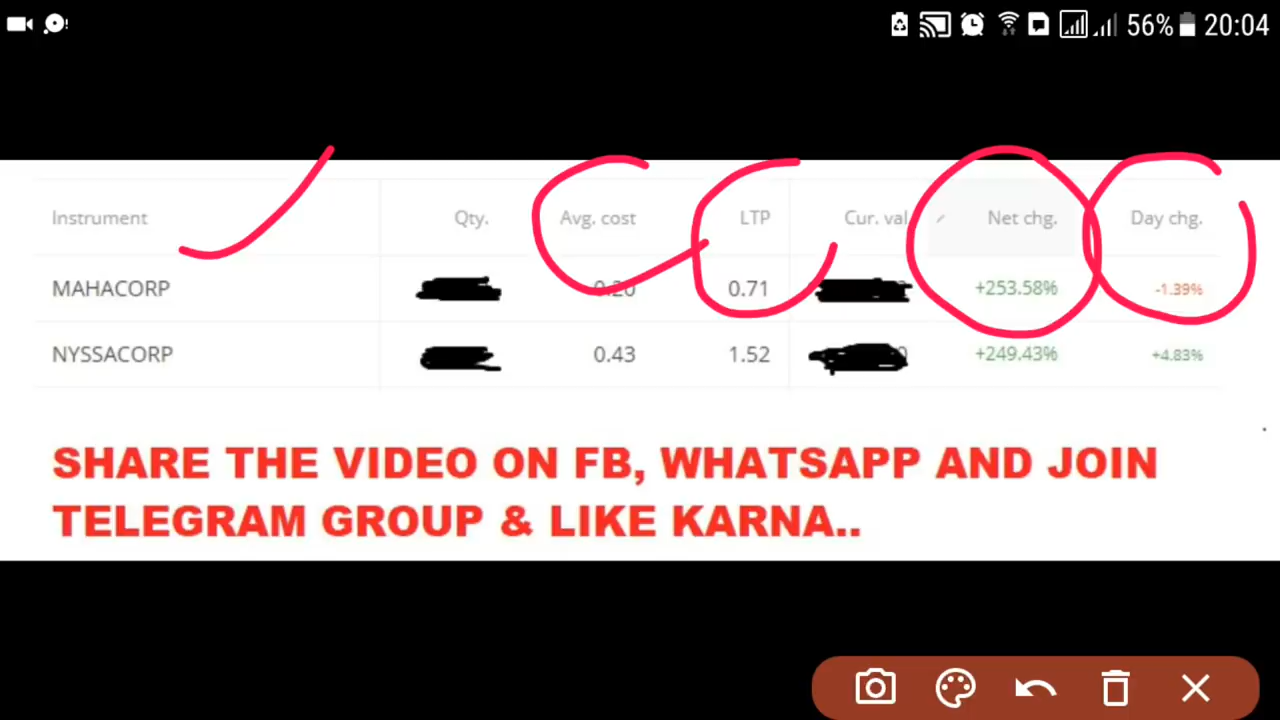 56% 20:04
Instrument Qty. Avg. cost LTP Cur. val Net chg. Day chg.
MAHACORP 0.20 0.71 +253.58% -1.39%
NYSSACORP 0.43 1.52 +249.43% +4.83%
SHARE THE VIDEO ON FB, WHATSAPP AND JOIN
TELEGRAM GROUP & LIKE KARNA..